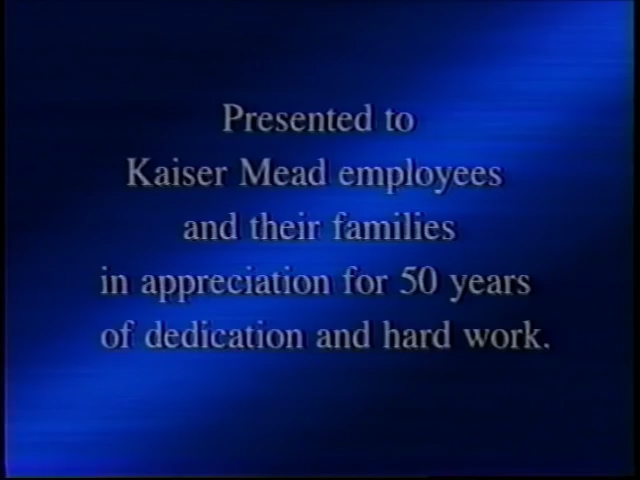 Presented to
Kaiser Mead employees
and their families
in appreciation for 50 years
of dedication and hard work.